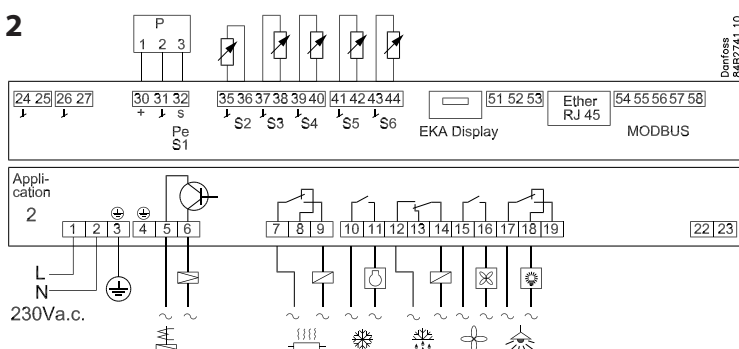 2
P
1 2 3
Danfoss
84B2741.10
24 25 26 27 30 31 32 35 36 37 38 39 40 41 42 43 44 51 52 53 Ether 54 55 56 57 58
RJ 45
+ s S2 S3 S4 S5 S6
Pe EKA Display MODBUS
S1
Appli-
cation
2
1 2 3 4 5 6 7 8 9 10 11 12 13 14 15 16 17 18 19 22 23
L
N
230Va.c.